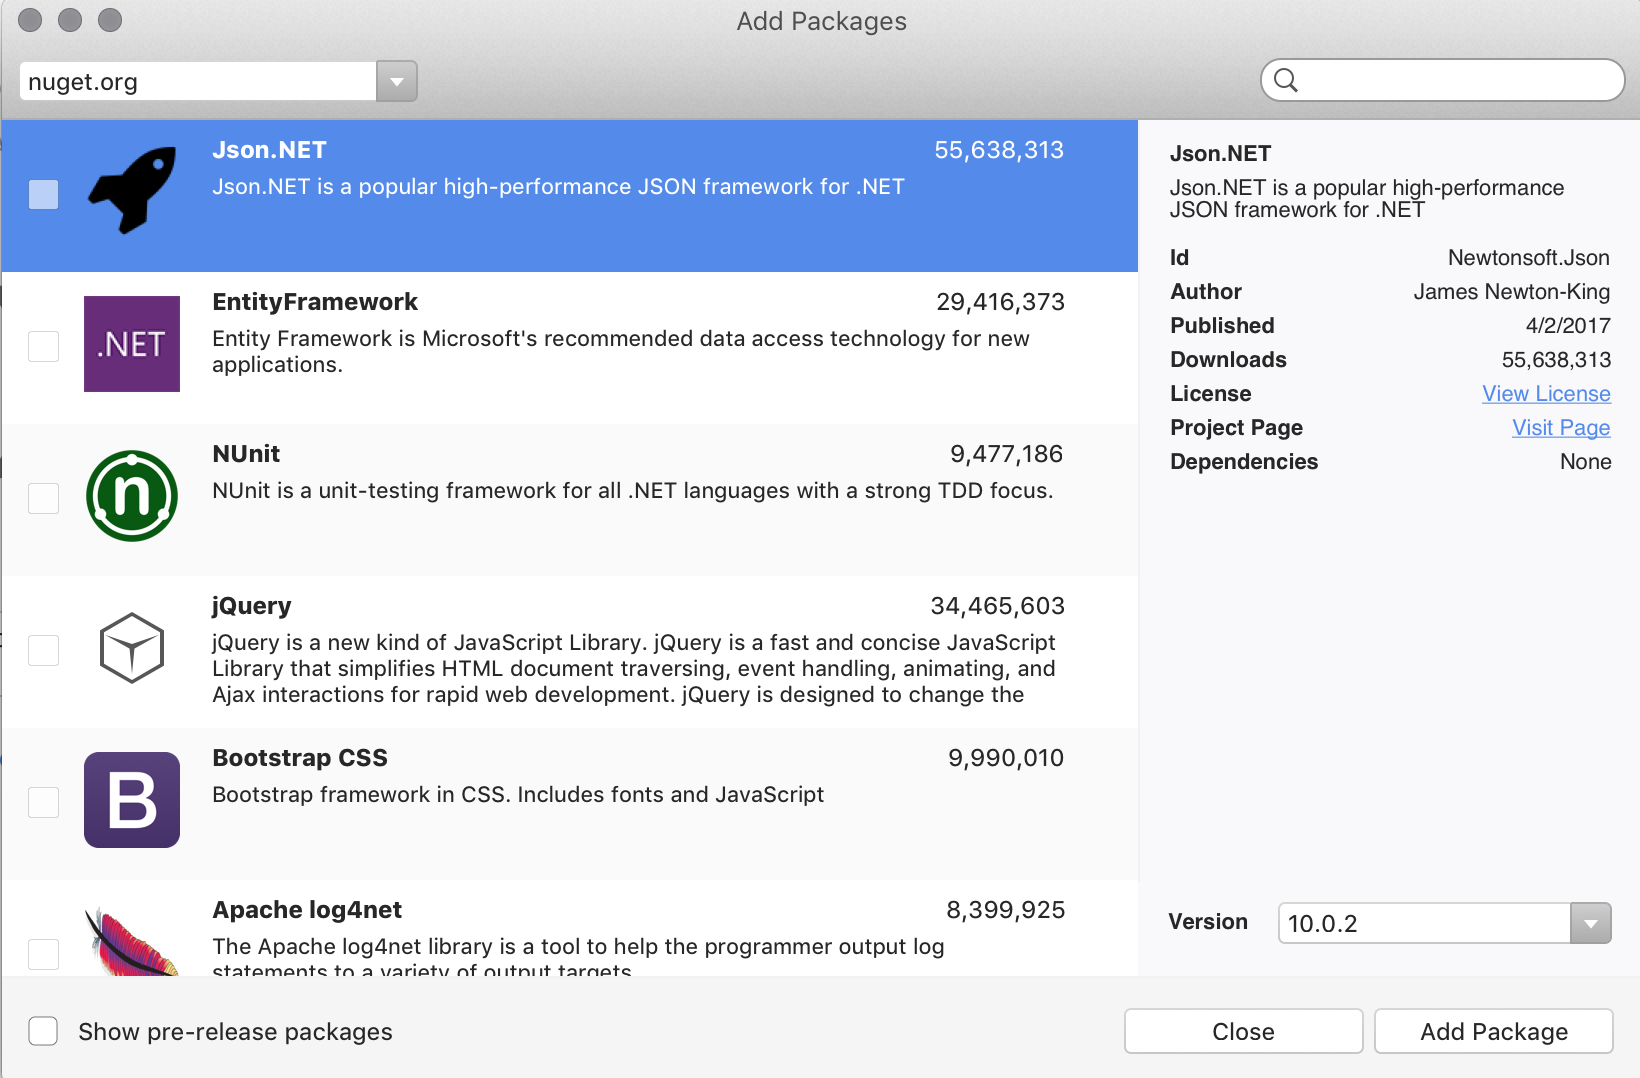 Add Packages
nuget.org
Json.NET 55,638,313
Json.NET is a popular high-performance JSON framework for .NET
.NET
EntityFramework 29,416,373
Entity Framework is Microsoft's recommended data access technology for new
applications.
n
NUnit 9,477,186
NUnit is a unit-testing framework for all .NET languages with a strong TDD focus.
jQuery 34,465,603
jQuery is a new kind of JavaScript Library. jQuery is a fast and concise JavaScript
Library that simplifies HTML document traversing, event handling, animating, and
Ajax interactions for rapid web development. jQuery is designed to change the
B
Bootstrap CSS 9,990,010
Bootstrap framework in CSS. Includes fonts and JavaScript
Apache log4net 8,399,925
The Apache log4net library is a tool to help the programmer output log
statements to a variety of output targets
Json.NET
Json.NET is a popular high-performance
JSON framework for .NET
Id Newtonsoft.Json
Author James Newton-King
Published 4/2/2017
Downloads 55,638,313
License View License
Project Page Visit Page
Dependencies None
Version 10.0.2
Show pre-release packages
Close
Add Package